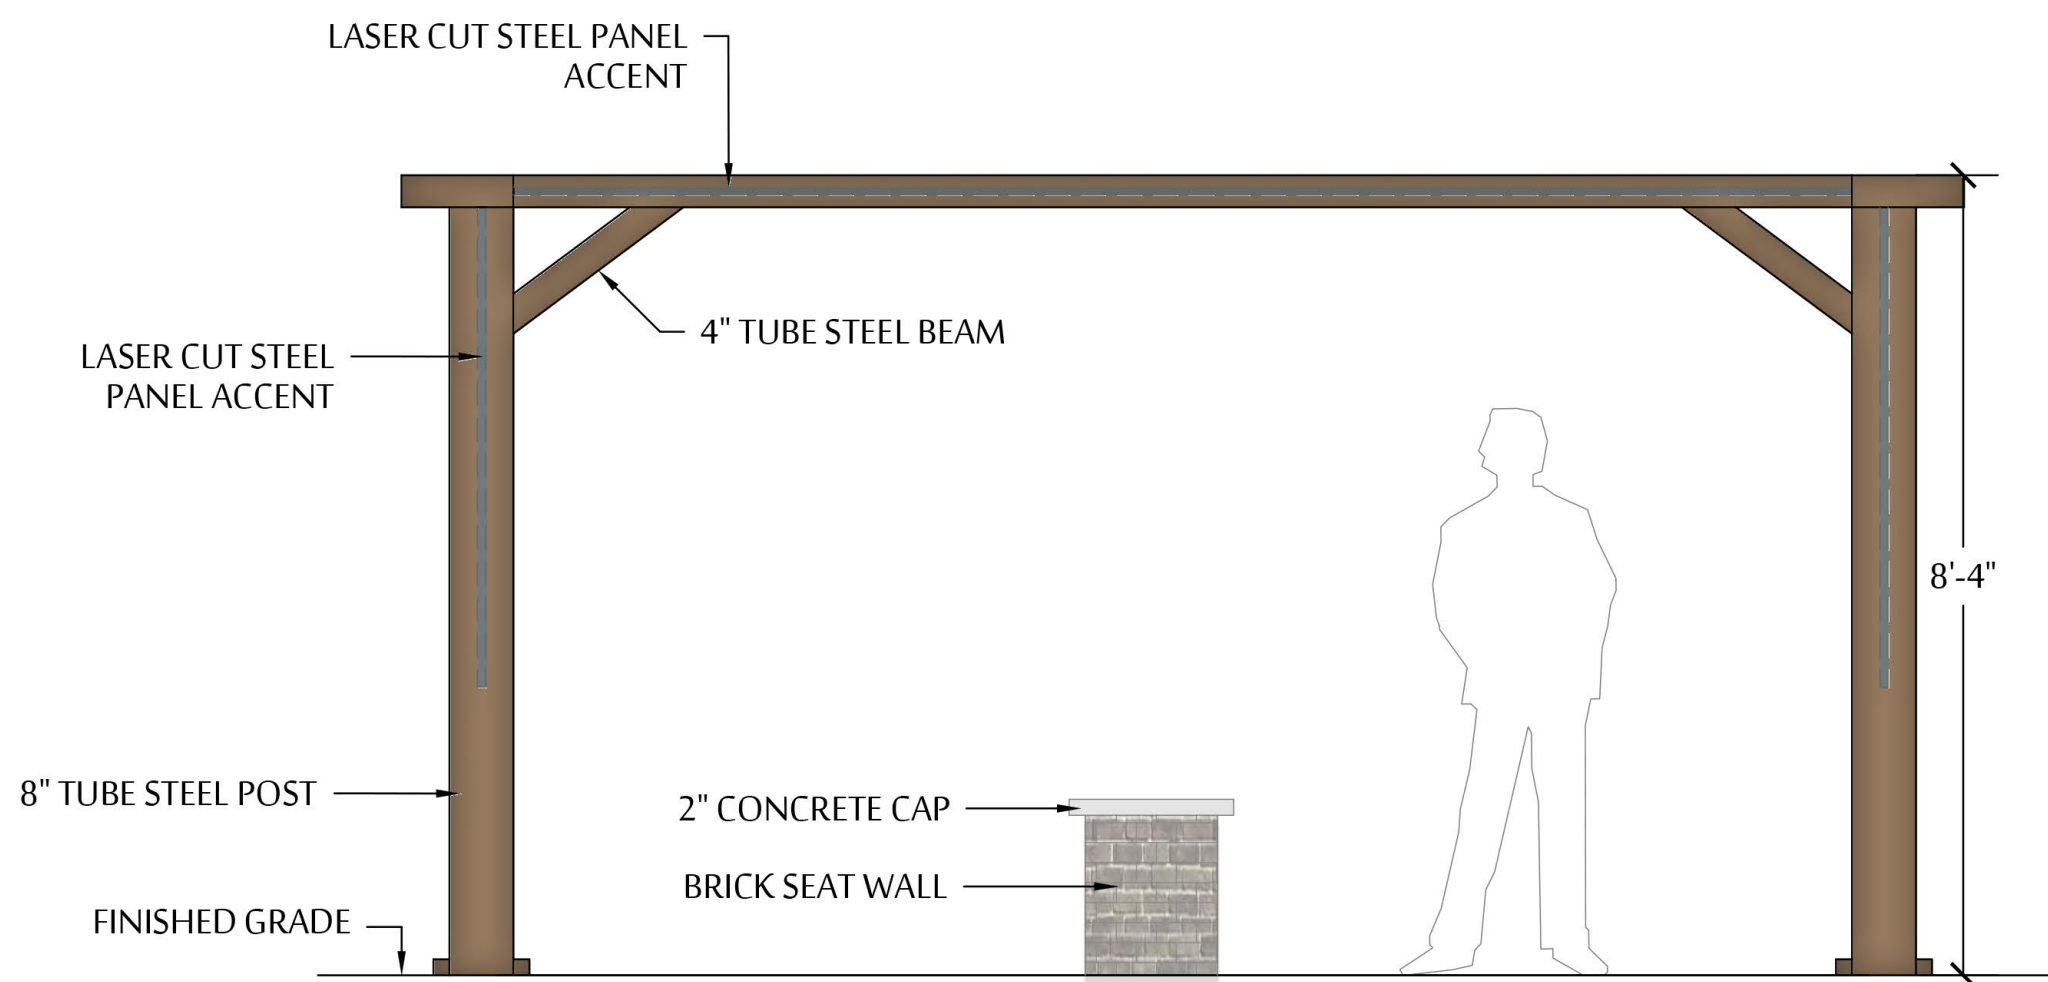 LASER CUT STEEL PANEL
ACCENT
4" TUBE STEEL BEAM
LASER CUT STEEL
PANEL ACCENT
8'-4"
8" TUBE STEEL POST
2" CONCRETE CAP
BRICK SEAT WALL
FINISHED GRADE